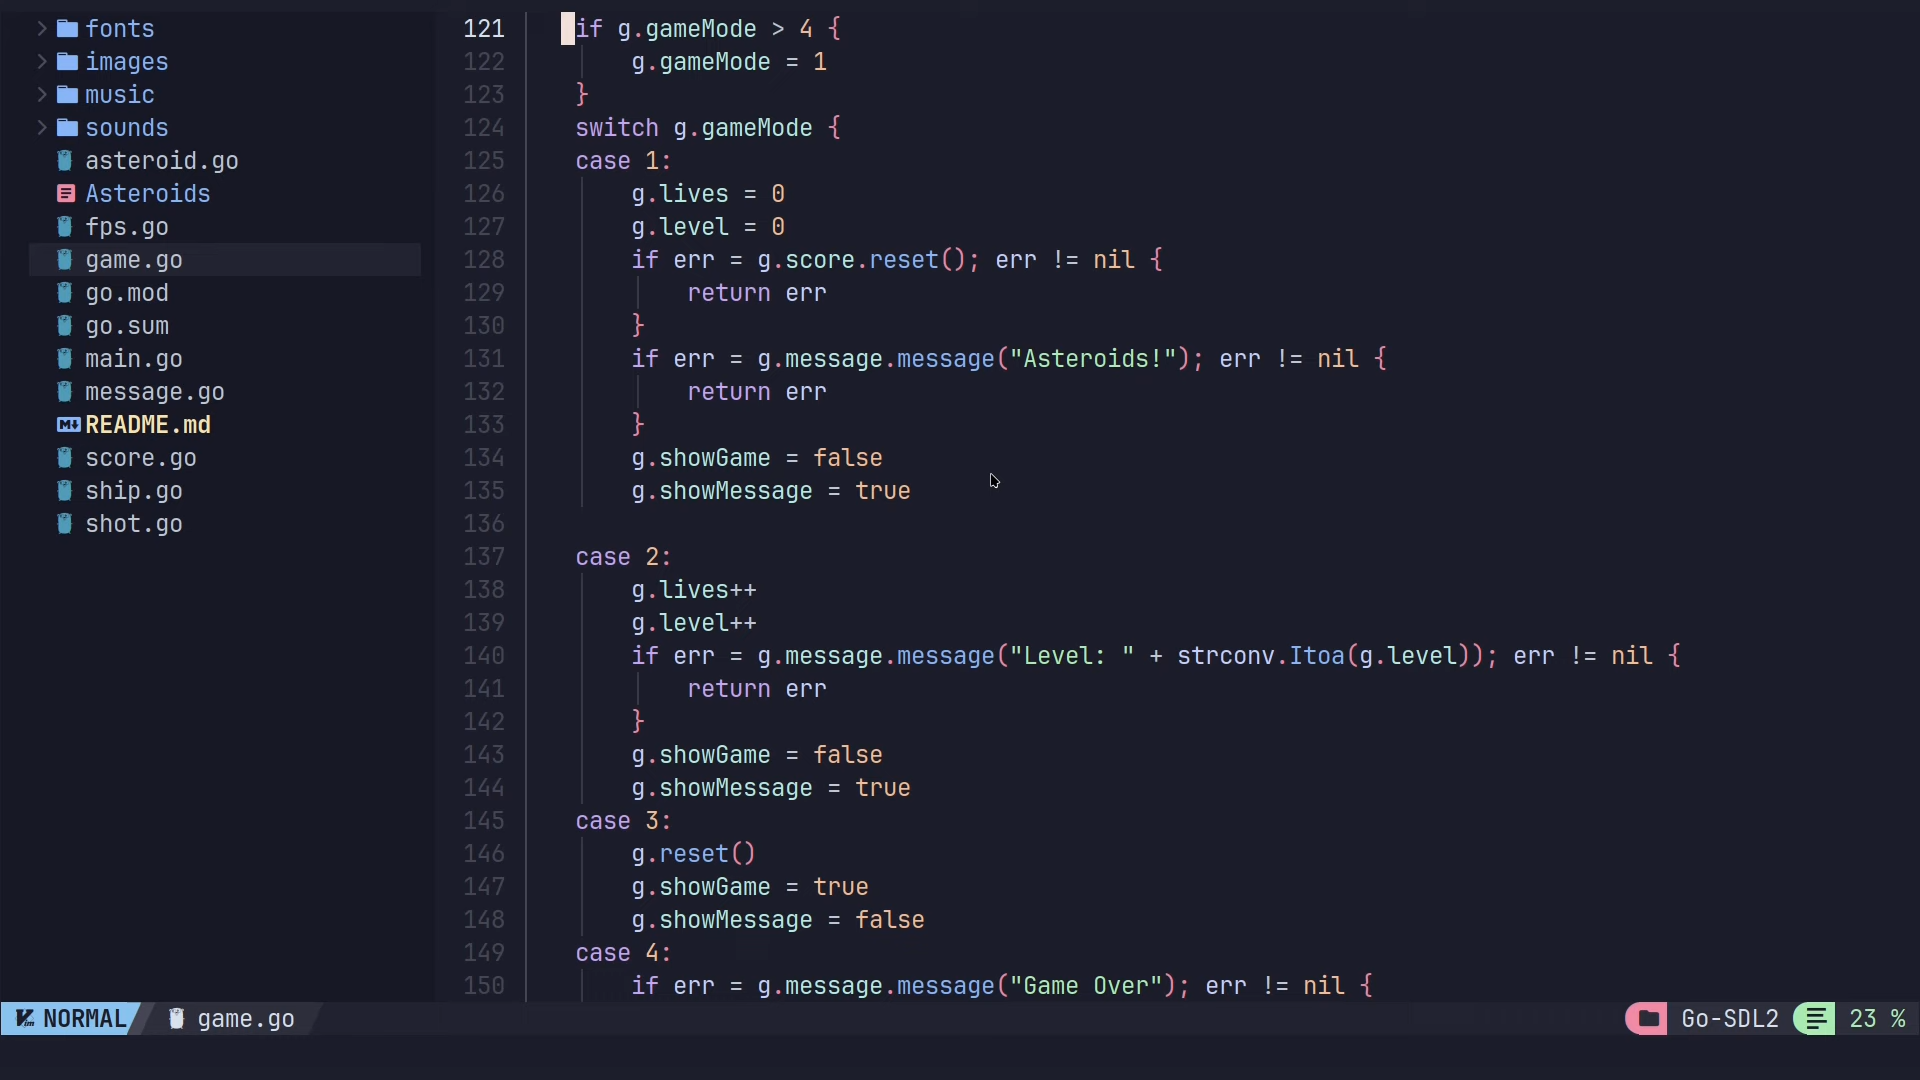 fonts
images
music
sounds
asteroid.go
Asteroids
fps.go
game.go
go.mod
go.sum
main.go
message.go
README.md
score.go
ship.go
shot.go
121 if g.gameMode > 4 {
122 g.gameMode = 1
123 }
124 switch g.gameMode {
125 case 1:
126 g.lives = 0
127 g.level = 0
128 if err = g.score.reset(); err != nil {
129 return err
130 }
131 if err = g.message.message("Asteroids!"); err != nil {
132 return err
133 }
134 g.showGame = false
135 g.showMessage = true
136
137 case 2:
138 g.lives++
139 g.level++
140 if err = g.message.message("Level: " + strconv.Itoa(g.level)); err != nil {
141 return err
142 }
143 g.showGame = false
144 g.showMessage = true
145 case 3:
146 g.reset()
147 g.showGame = true
148 g.showMessage = false
149 case 4:
150 if err = g.message.message("Game Over"); err != nil {
NORMAL game.go Go-SDL2 23 %